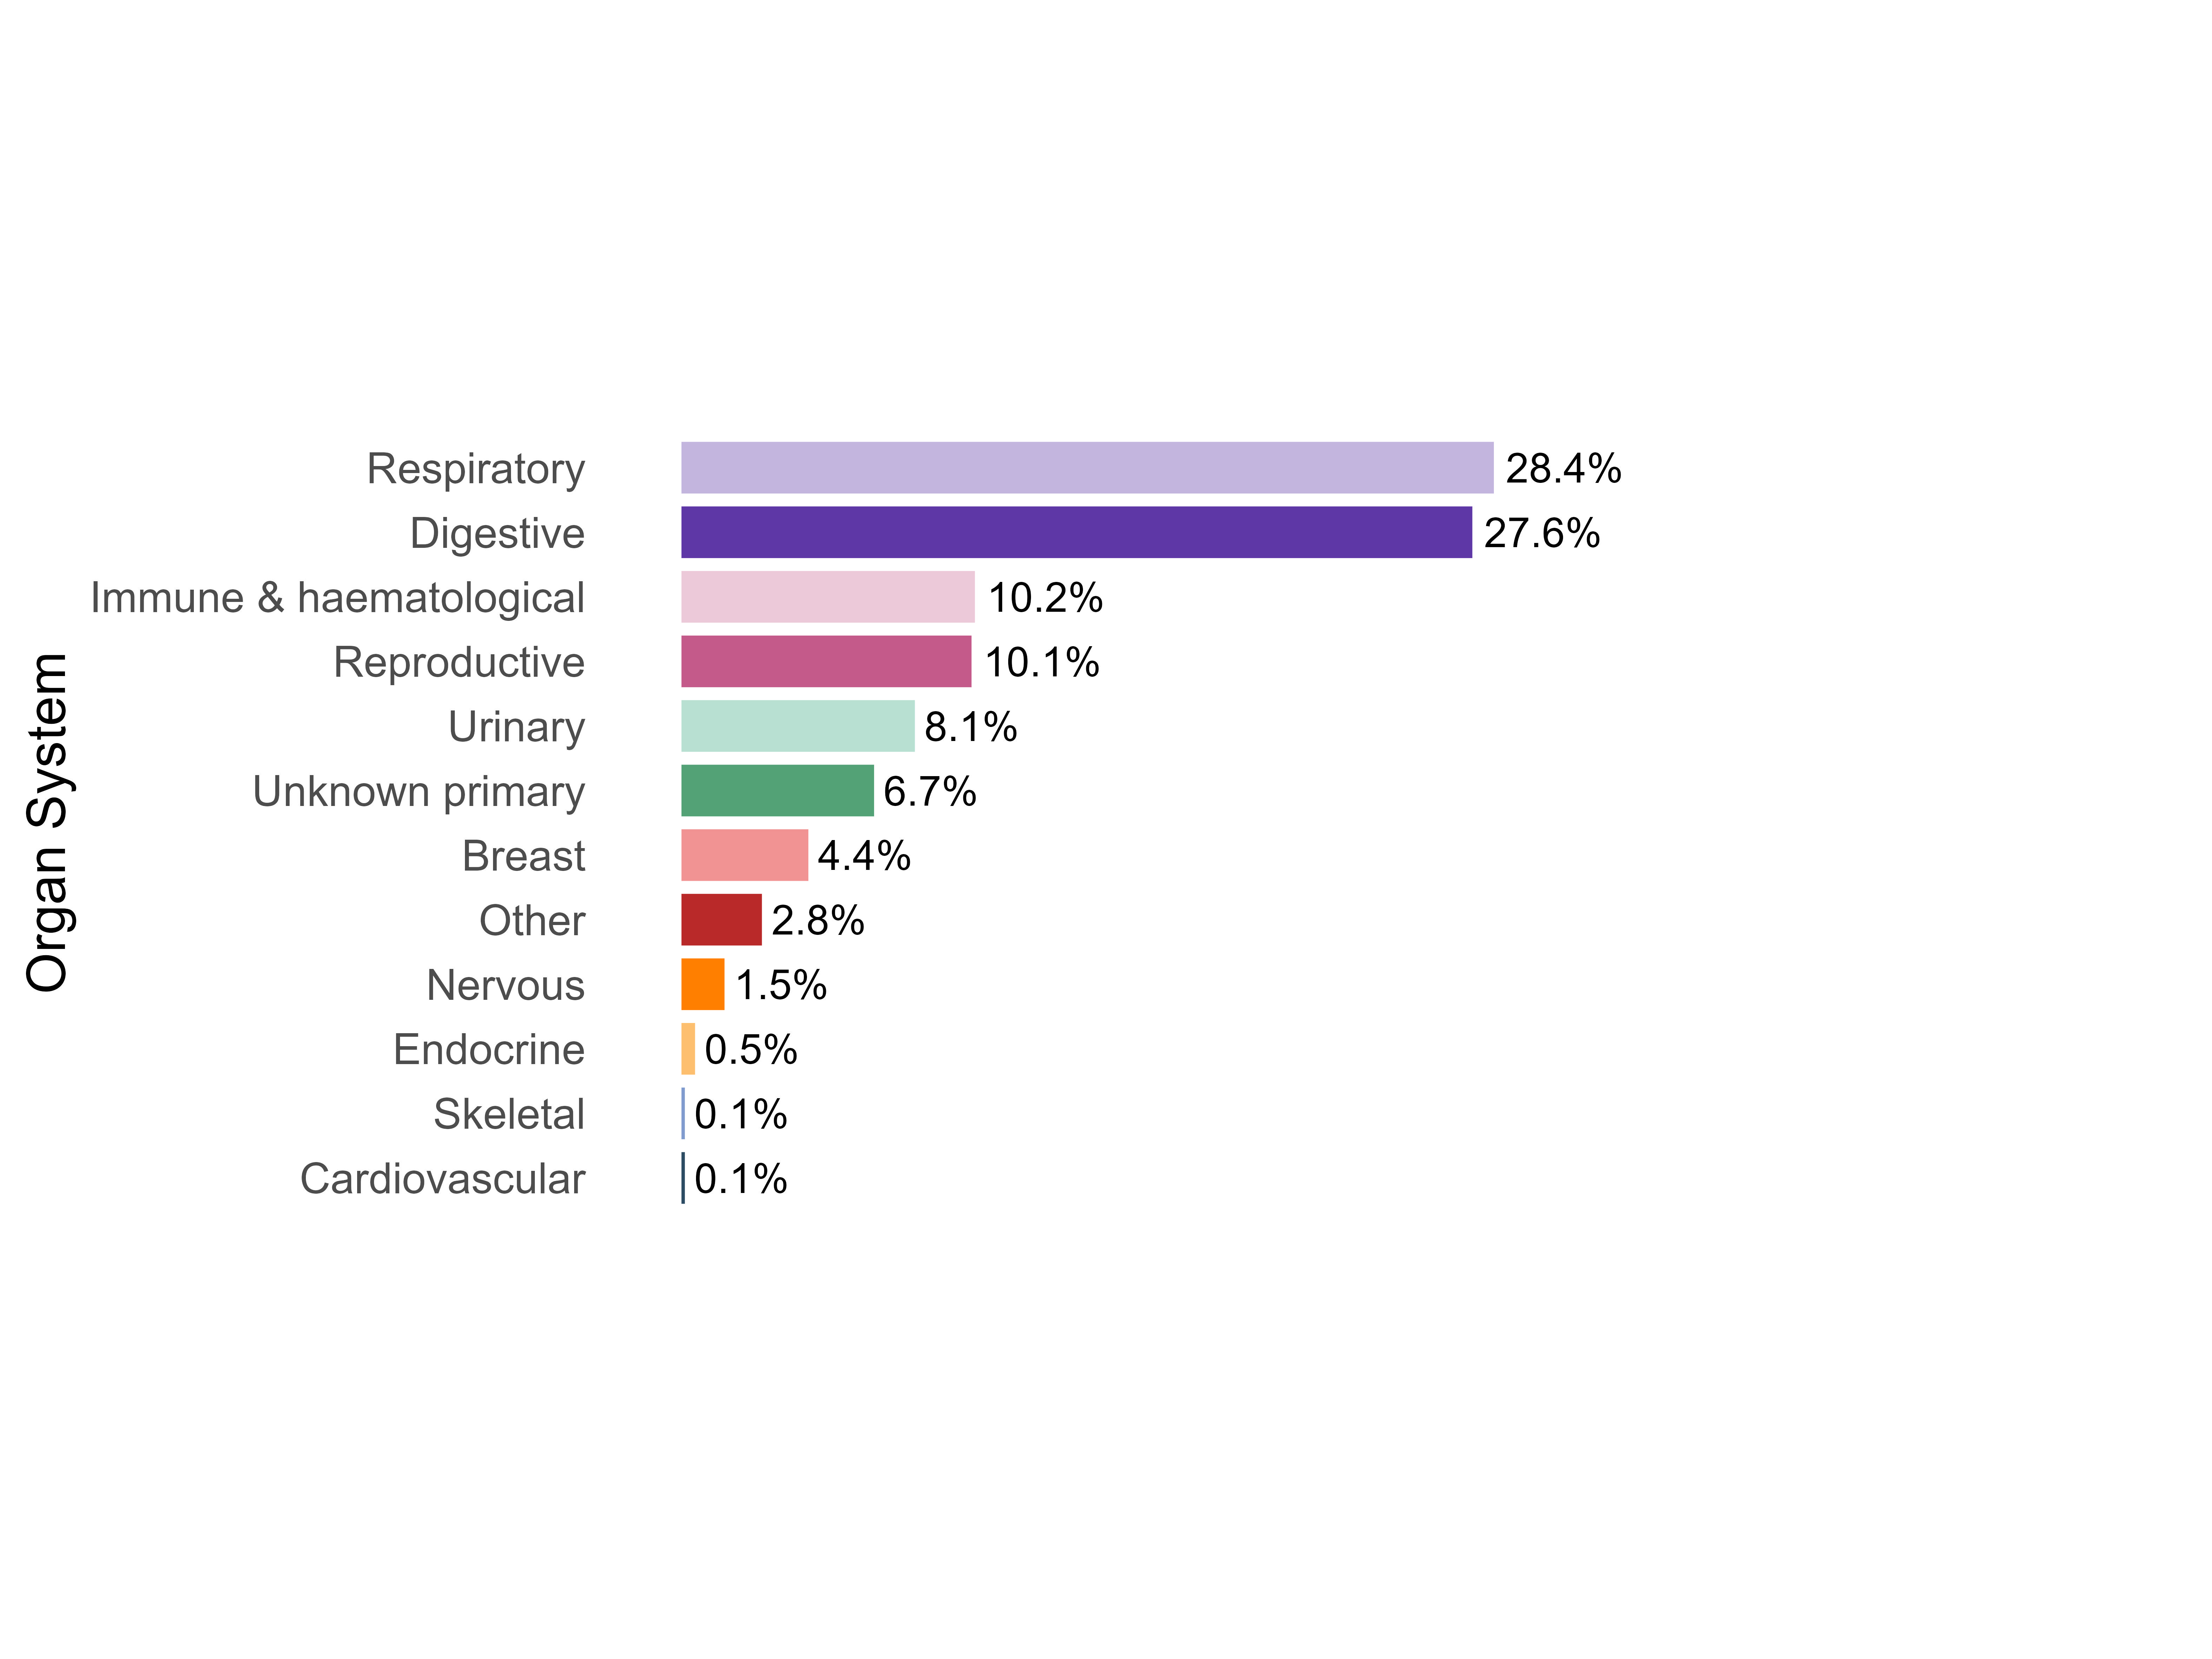 Organ System
Respiratory 28.4%
Digestive 27.6%
Immune & haematological 10.2%
Reproductive 10.1%
Urinary 8.1%
Unknown primary 6.7%
Breast 4.4%
Other 2.8%
Nervous 1.5%
Endocrine 0.5%
Skeletal 0.1%
Cardiovascular 0.1%